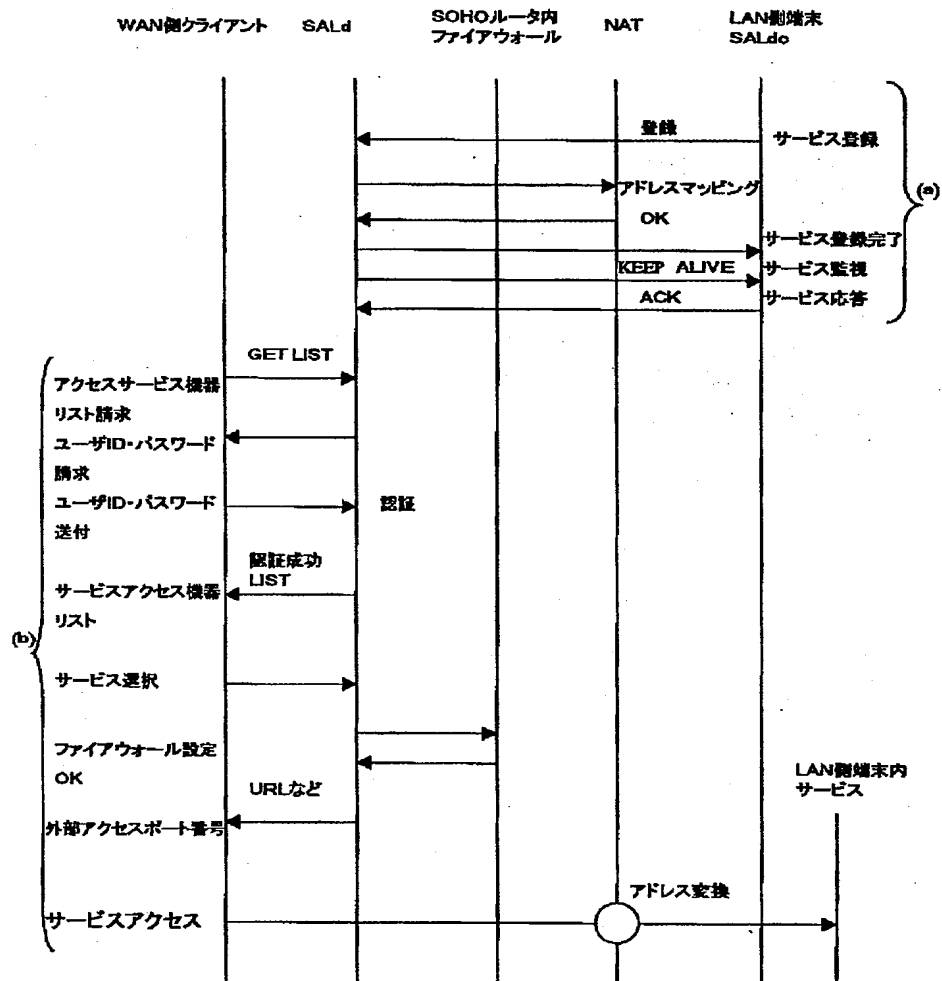 WAN側クライアント
SALd
SOHOルータ内
ファイアウォール
NAT
LAN側端末
SALdc
登録
サービス登録
アドレスマッピング
OK
サービス登録完了
KEEP ALIVE
サービス監視
ACK
サービス応答
(a)
GET LIST
アクセスサービス機器
リスト請求
ユーザID・パスワード
請求
ユーザID・パスワード
送付
認証
認証成功
LIST
サービスアクセス機器
リスト
(b)
サービス選択
ファイアウォール設定
OK
URLなど
外部アクセスポート番号
LAN側端末内
サービス
アドレス変換
サービスアクセス